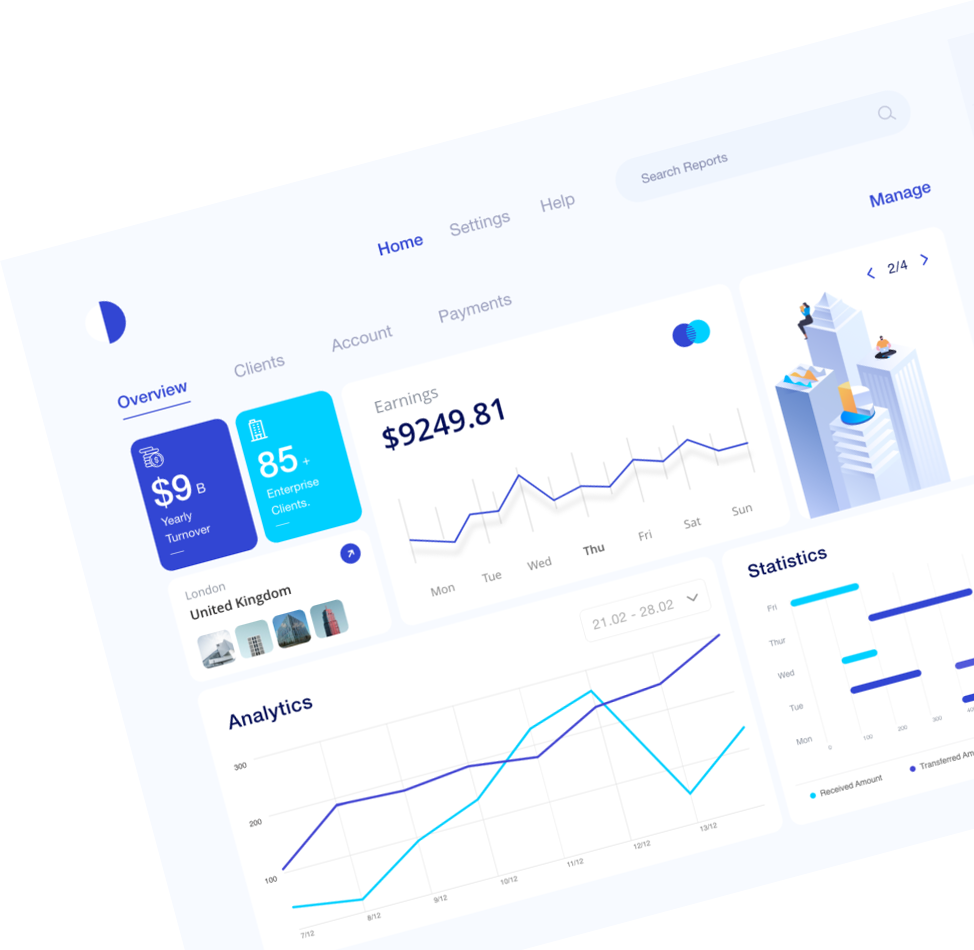 Search Reports
Home
Settings
Help
Manage
Overview
Clients
Account
Payments
$9 B
Yearly
Turnover
85 +
Enterprise
Clients.
Earnings
$9249.81
Mon
Tue
Wed
Thu
Fri
Sat
Sun
2/4
London
United Kingdom
21.02 - 28.02
Analytics
300
200
100
7/12
8/12
9/12
10/12
11/12
12/12
13/12
Statistics
Fri
Thur
Wed
Tue
Mon
0
100
200
300
Received Amount
Transferred